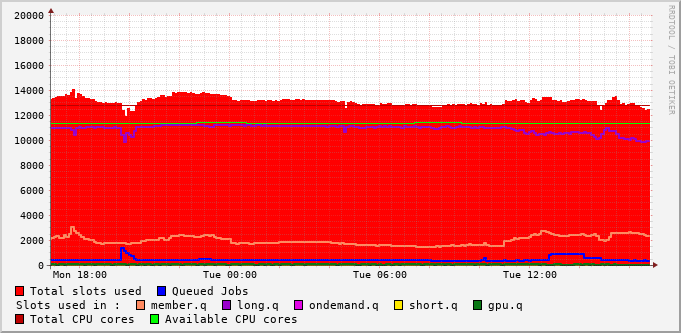 20000
18000
16000
14000
12000
10000
8000
6000
4000
2000
0
Mon 18:00 Tue 00:00 Tue 06:00 Tue 12:00
RRDTOOL / TOBI OETIKER
Total slots used Queued Jobs
Slots used in : member.q long.q ondemand.q short.q gpu.q
Total CPU cores Available CPU cores